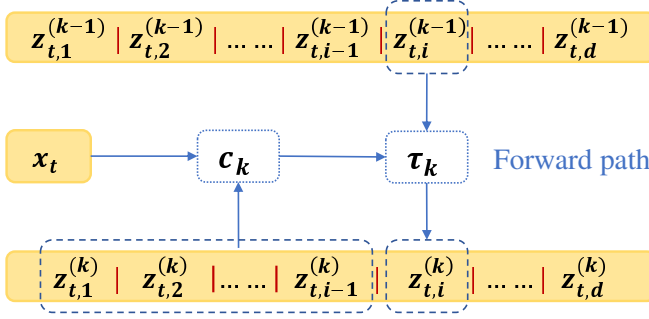 z_{t,1}^{(k-1)} | z_{t,2}^{(k-1)} | ... ... | z_{t,i-1}^{(k-1)} | z_{t,i}^{(k-1)} | ... ... | z_{t,d}^{(k-1)}
x_t c_k τ_k Forward path
z_{t,1}^{(k)} | z_{t,2}^{(k)} | ... ... | z_{t,i-1}^{(k)} | z_{t,i}^{(k)} | ... ... | z_{t,d}^{(k)}